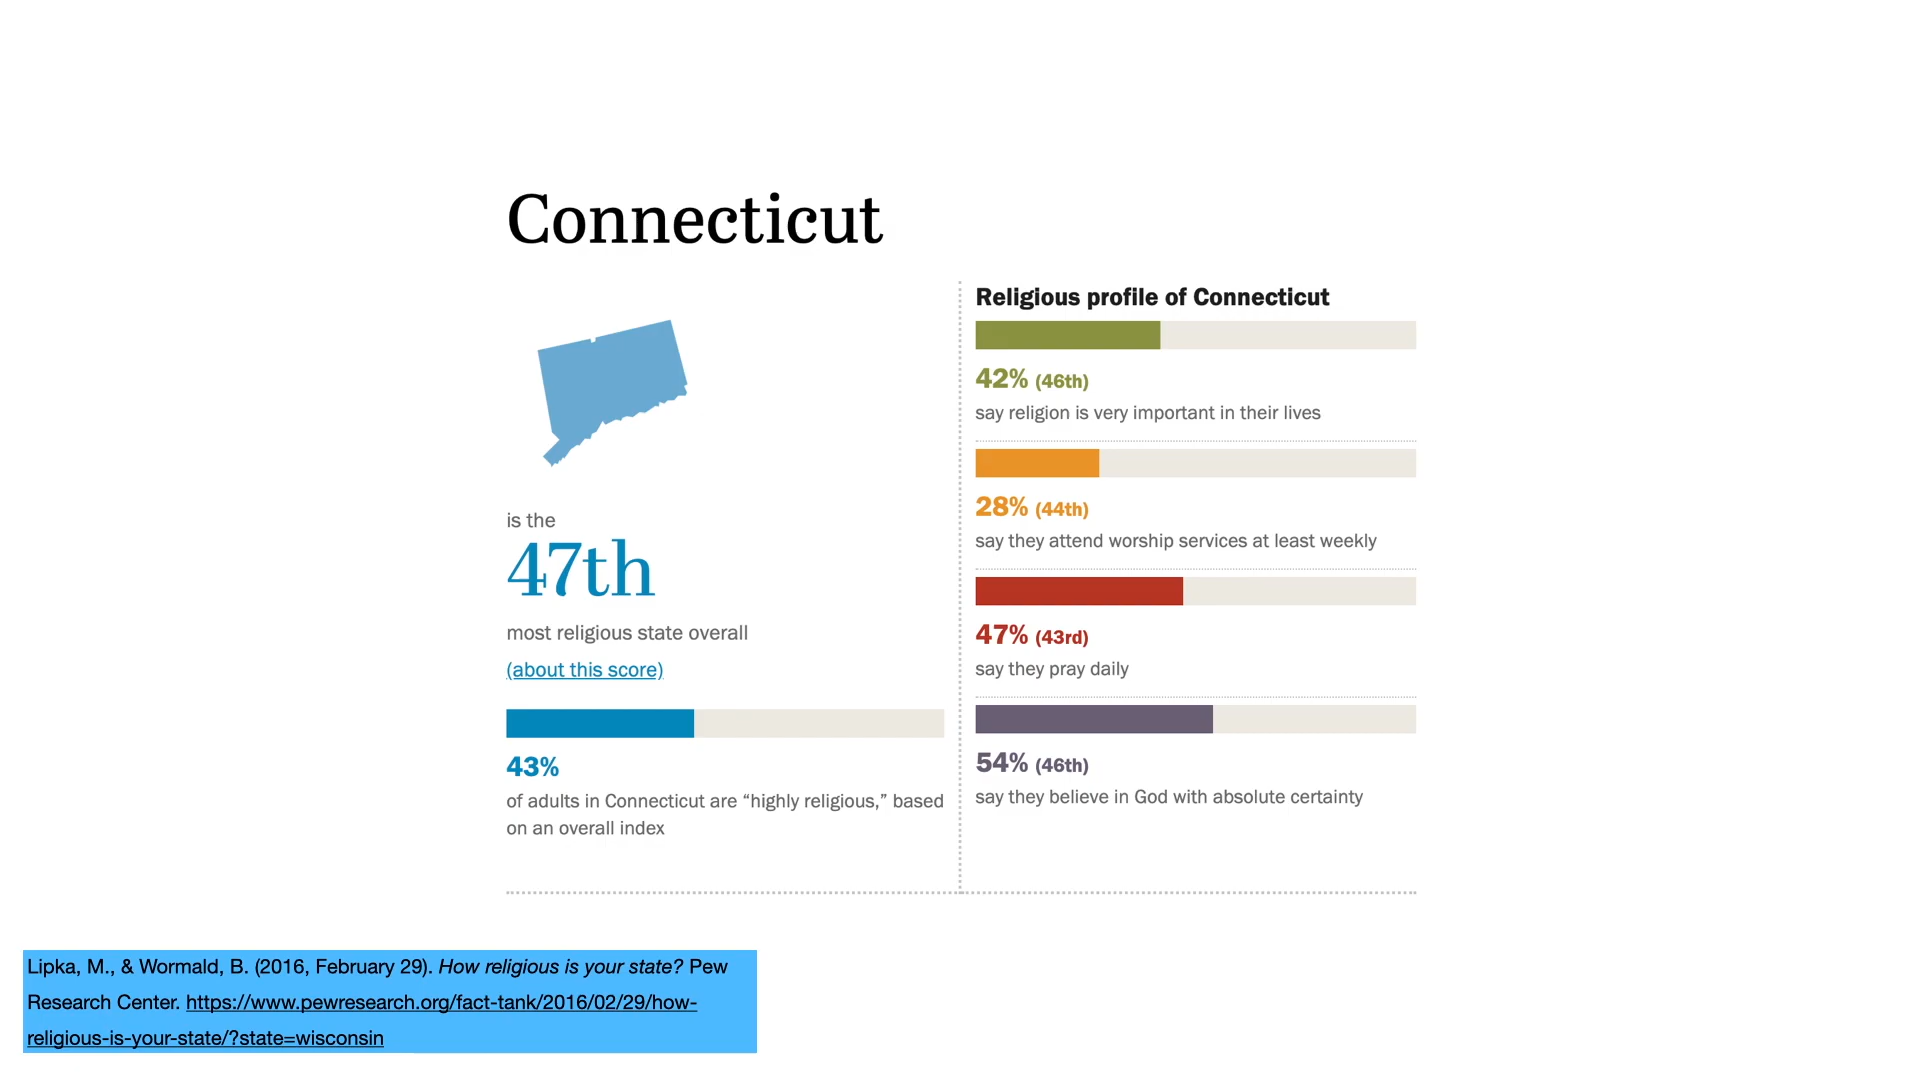 Connecticut
is the
47th
most religious state overall
(about this score)
43%
of adults in Connecticut are “highly religious,” based
on an overall index
Religious profile of Connecticut
42% (46th)
say religion is very important in their lives
28% (44th)
say they attend worship services at least weekly
47% (43rd)
say they pray daily
54% (46th)
say they believe in God with absolute certainty
Lipka, M., & Wormald, B. (2016, February 29). How religious is your state? Pew
Research Center. https://www.pewresearch.org/fact-tank/2016/02/29/how-
religious-is-your-state/?state=wisconsin